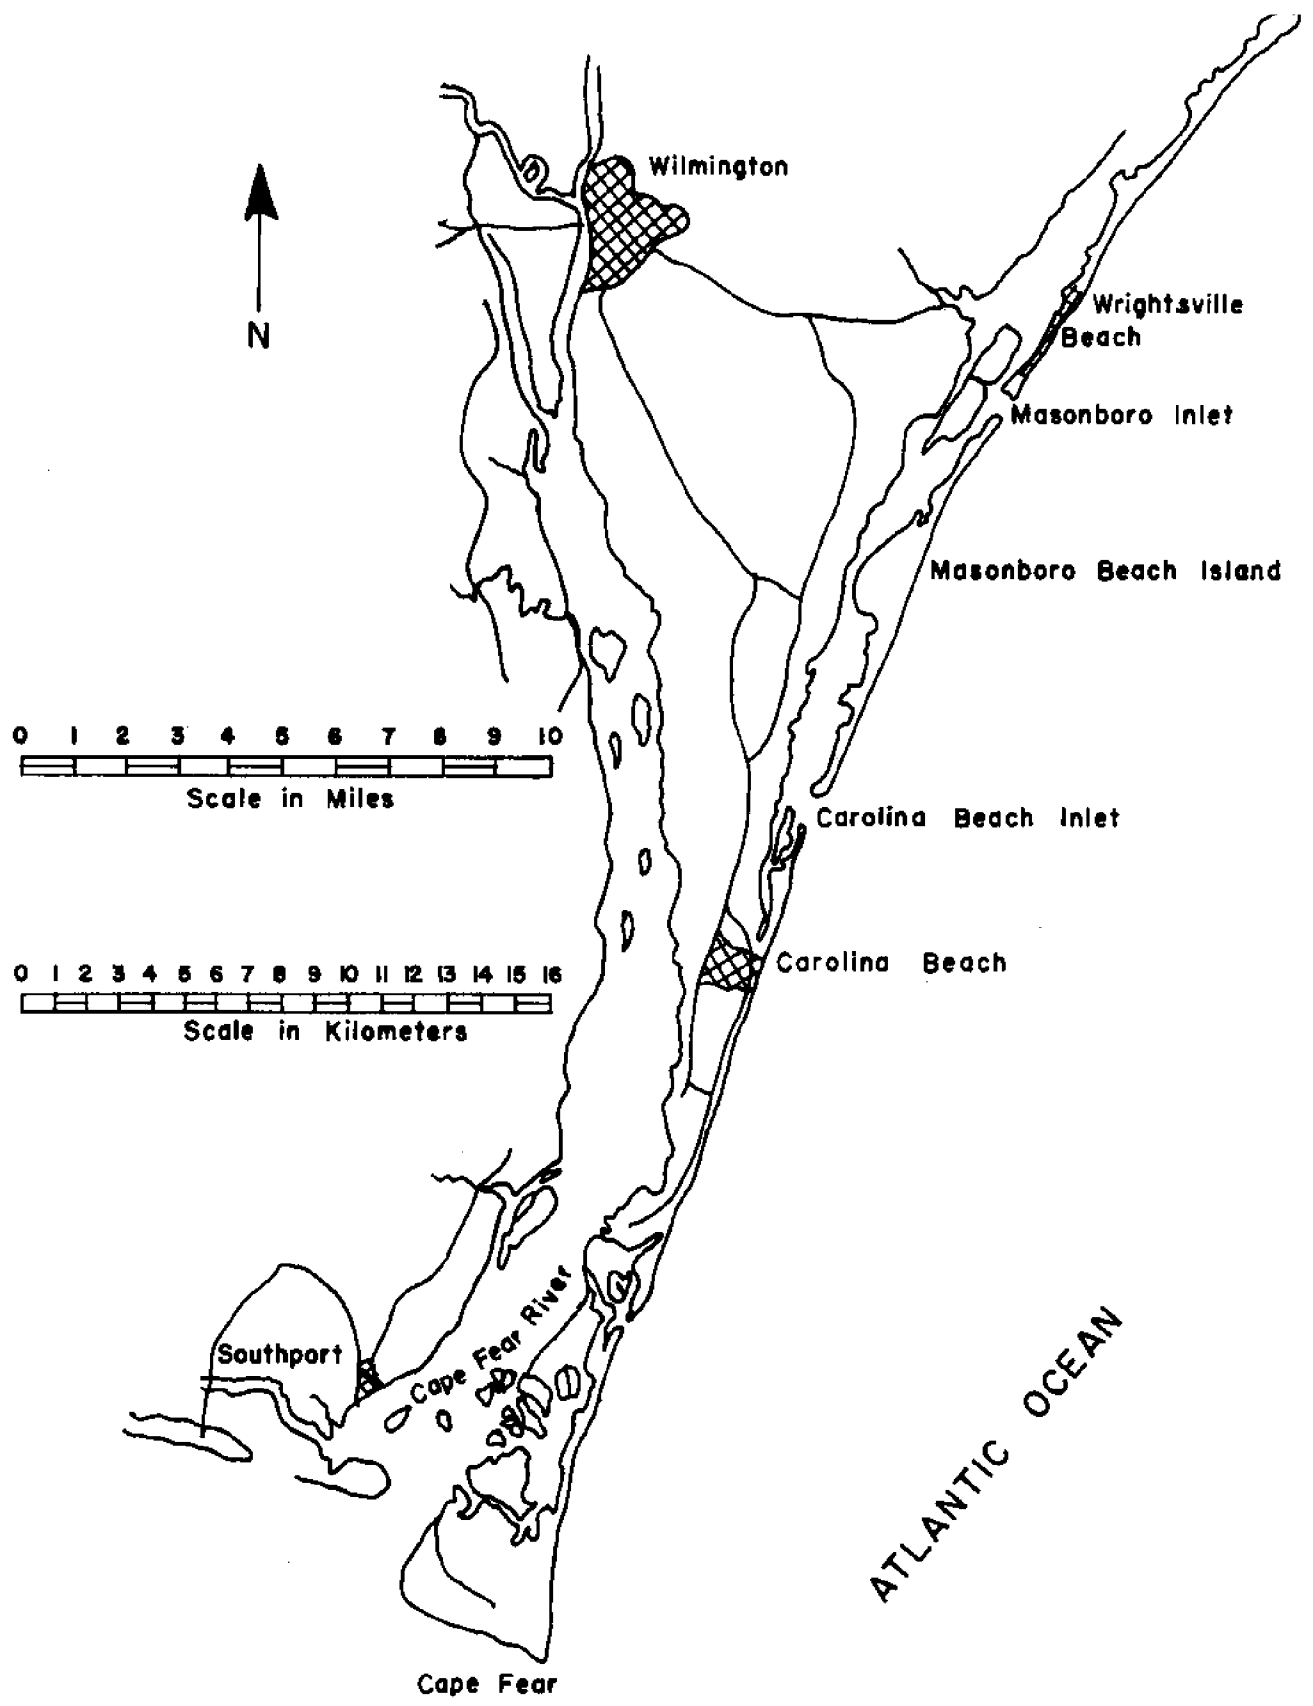 Wilmington
N
Wrightsville
Beach
Masonboro Inlet
Masonboro Beach Island
0 1 2 3 4 5 6 7 8 9 10
Scale in Miles
Carolina Beach Inlet
Carolina Beach
0 1 2 3 4 5 6 7 8 9 10 11 12 13 14 15 16
Scale in Kilometers
Cape Fear River
Southport
ATLANTIC OCEAN
Cape Fear